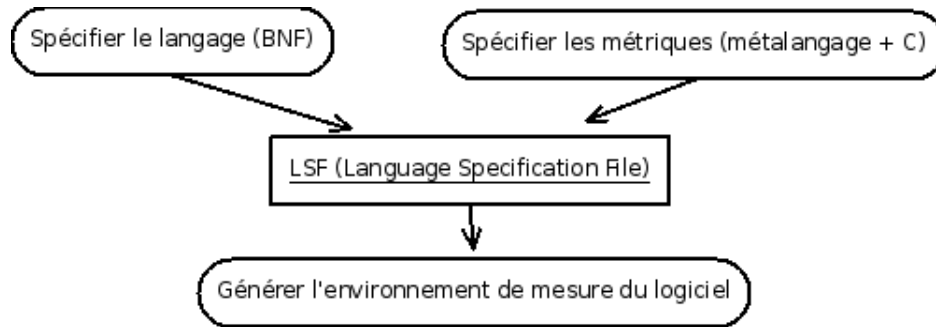 Spécifier le langage (BNF)
Spécifier les métriques (métalangage + C)
LSF (Language Specification File)
Générer l'environnement de mesure du logiciel